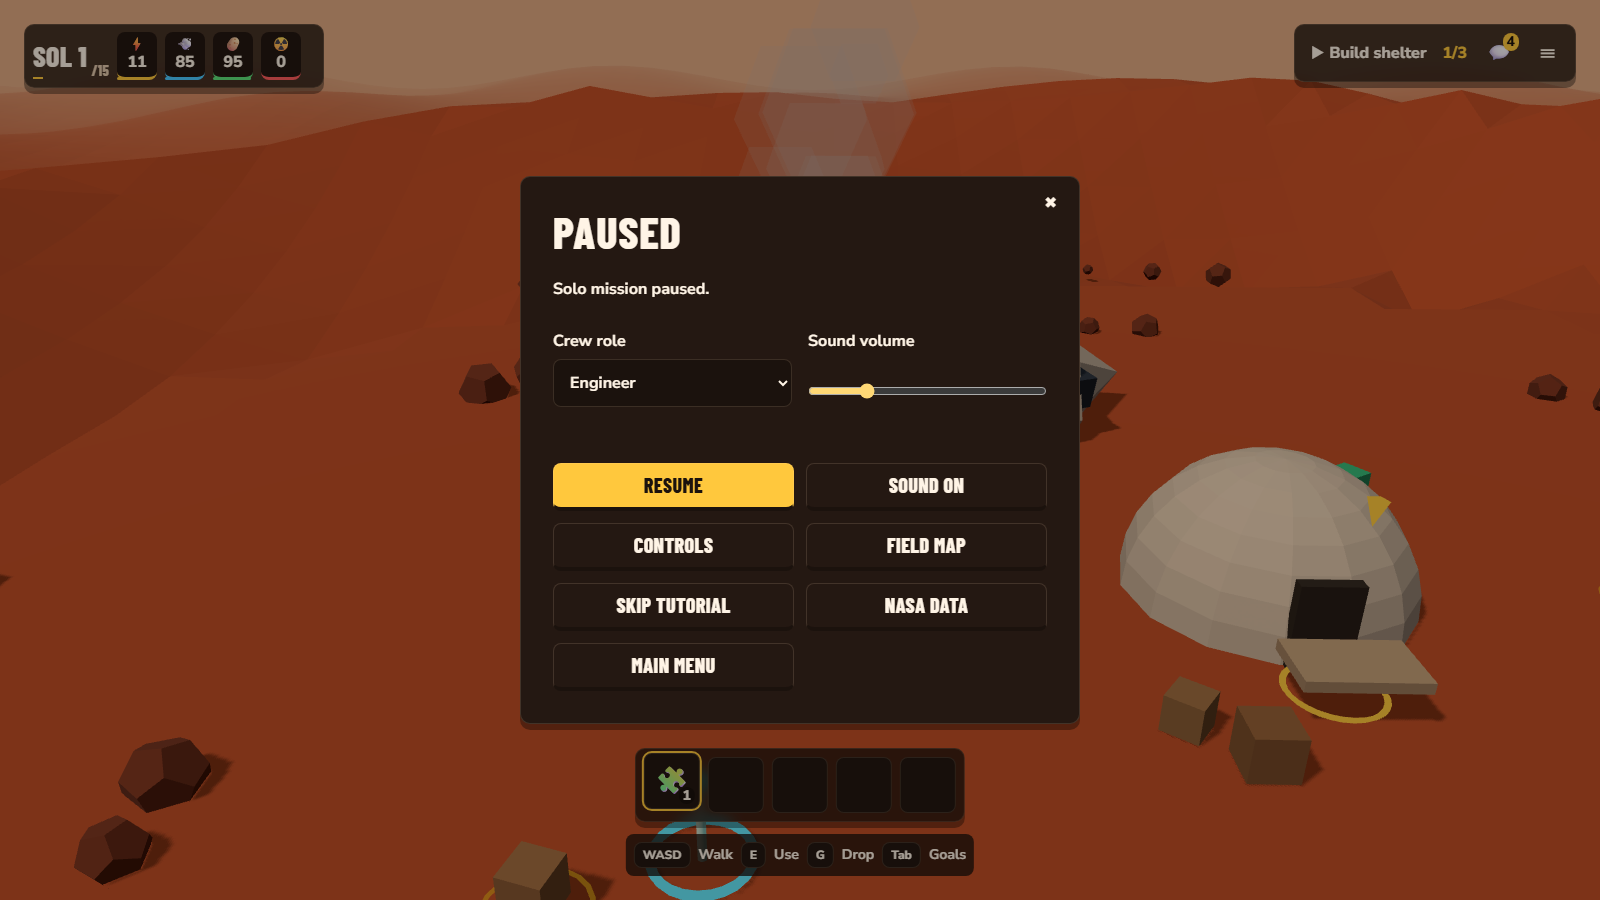 SOL 1 /15
11 85 95 0
▶ Build shelter 1/3 4 ≡
✖
PAUSED
Solo mission paused.
Crew role Sound volume
Engineer
RESUME SOUND ON
CONTROLS FIELD MAP
SKIP TUTORIAL NASA DATA
MAIN MENU
1
WASD Walk E Use G Drop Tab Goals